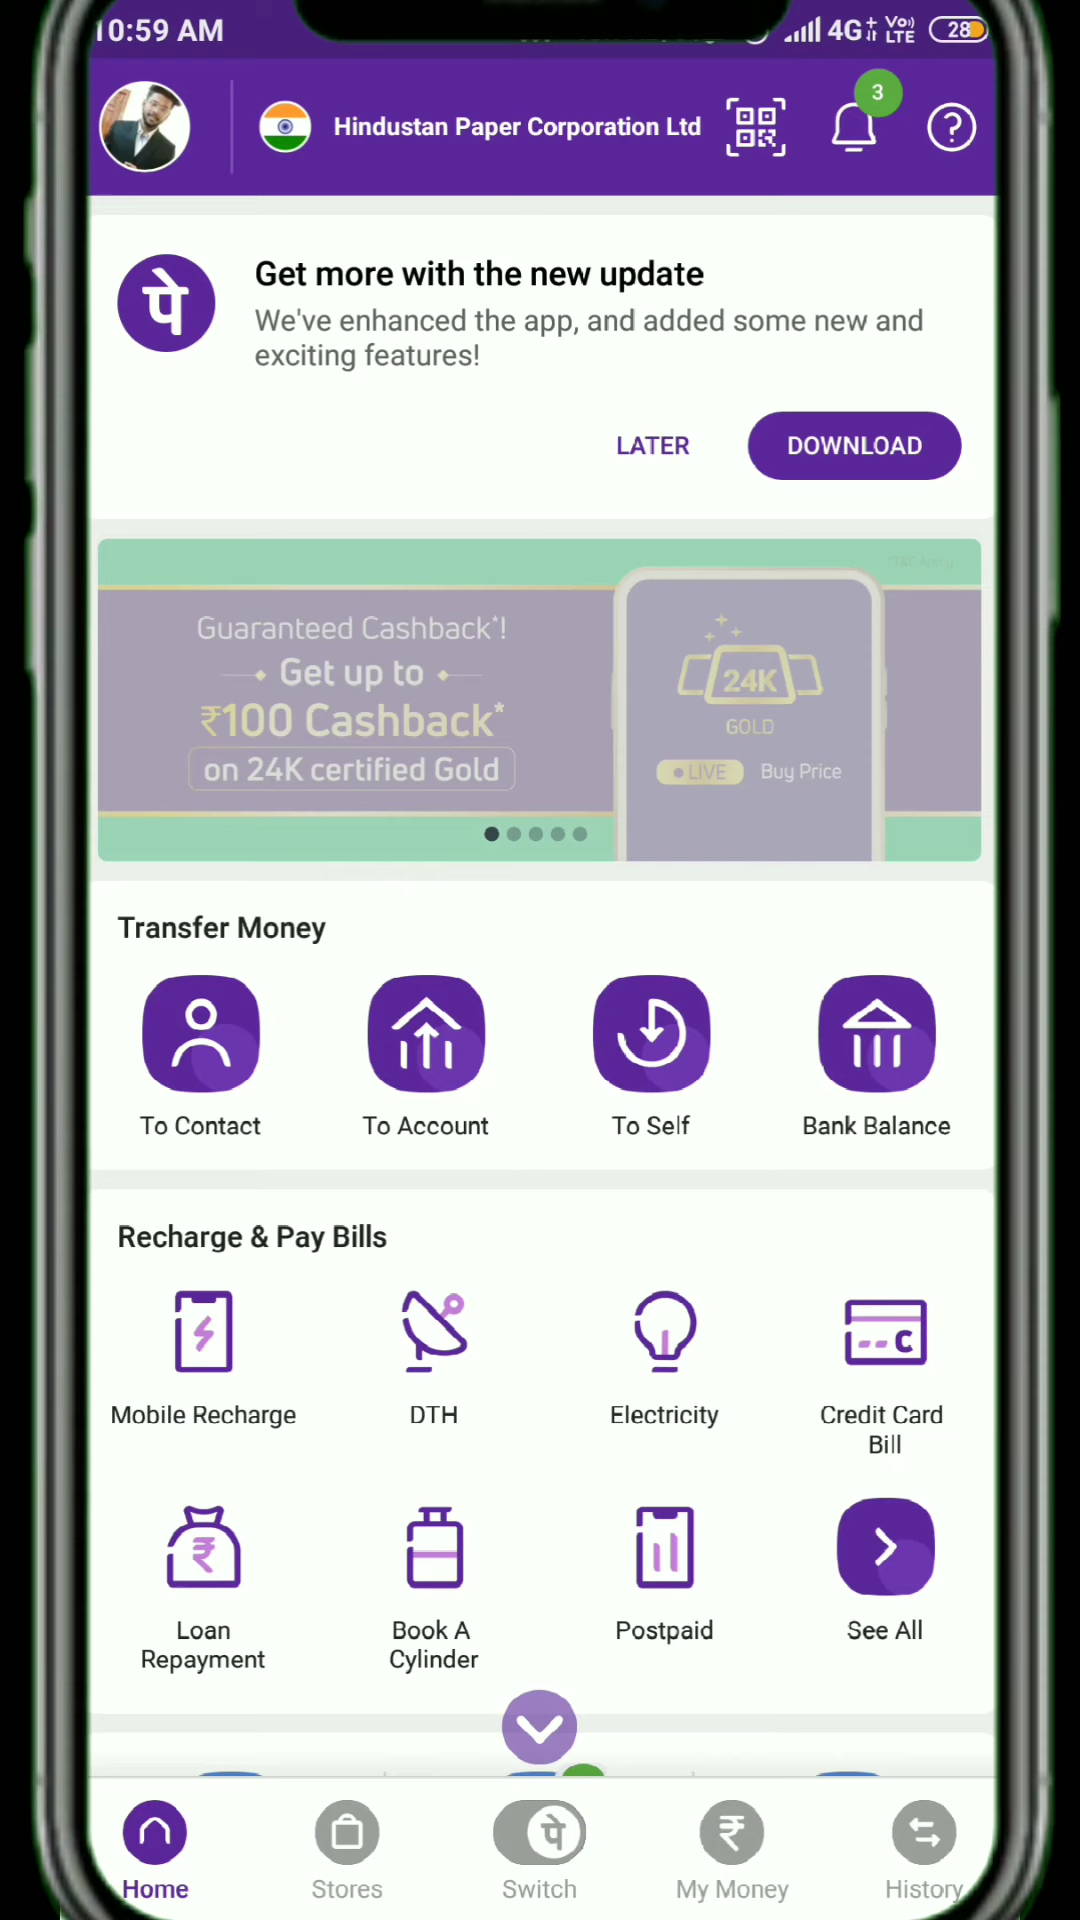 10:59 AM
4G+
Vo))
LTE
28
Hindustan Paper Corporation Ltd
3
पे
Get more with the new update
We've enhanced the app, and added some new and
exciting features!
LATER
DOWNLOAD
Guaranteed Cashback*!
Get up to
₹100 Cashback*
on 24K certified Gold
24K
GOLD
LIVE
Buy Price
Transfer Money
To Contact
To Account
To Self
Bank Balance
Recharge & Pay Bills
Mobile Recharge
DTH
Electricity
Credit Card
Bill
Loan
Repayment
Book A
Cylinder
Postpaid
See All
पे
Home
Stores
Switch
My Money
History